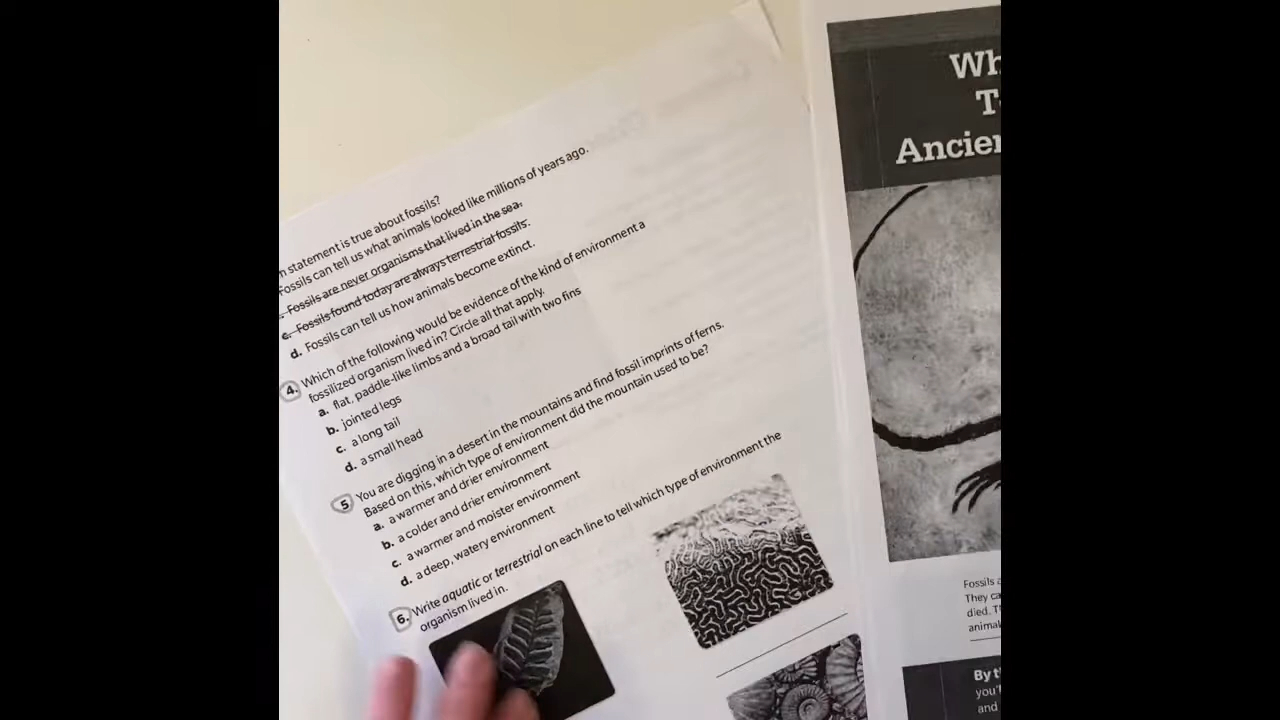 statement is true about fossils?
Fossils can tell us what animals looked like millions of years ago.
Fossils are never organisms that lived in the sea.
c. Fossils found today are always terrestrial fossils.
d. Fossils can tell us how animals become extinct.
4. Which of the following would be evidence of the kind of environment a
fossilized organism lived in? Circle all that apply.
a. flat, paddle-like limbs and a broad tail with two fins
b. jointed legs
c. a long tail
d. a small head
5 You are digging in a desert in the mountains and find fossil imprints of ferns.
Based on this, which type of environment did the mountain used to be?
a. a warmer and drier environment
b. a colder and drier environment
c. a warmer and moister environment
d. a deep, watery environment
6. Write aquatic or terrestrial on each line to tell which type of environment the
organism lived in.
Wh
T
Ancien
Fossils a
They ca
died. T
animal
By t
you'l
and